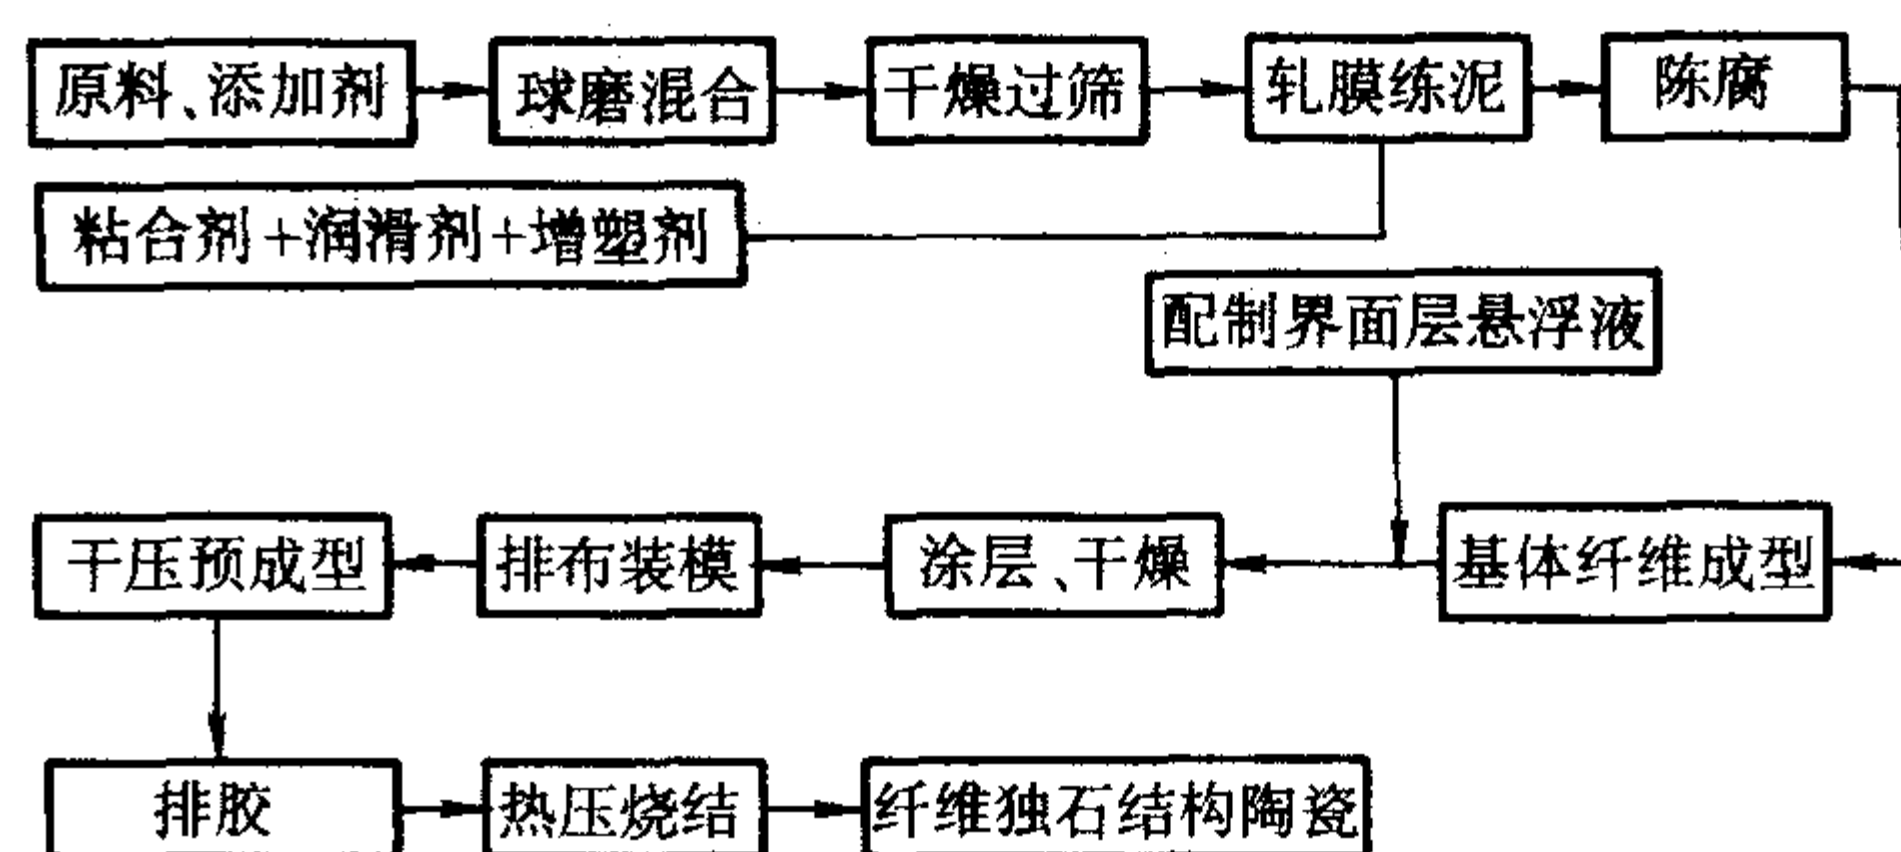 原料、添加剂 球磨混合 干燥过筛 轧膜练泥 陈腐
粘合剂+润滑剂+增塑剂
配制界面层悬浮液
干压预成型 排布装模 涂层、干燥 基体纤维成型
排胶 热压烧结 纤维独石结构陶瓷